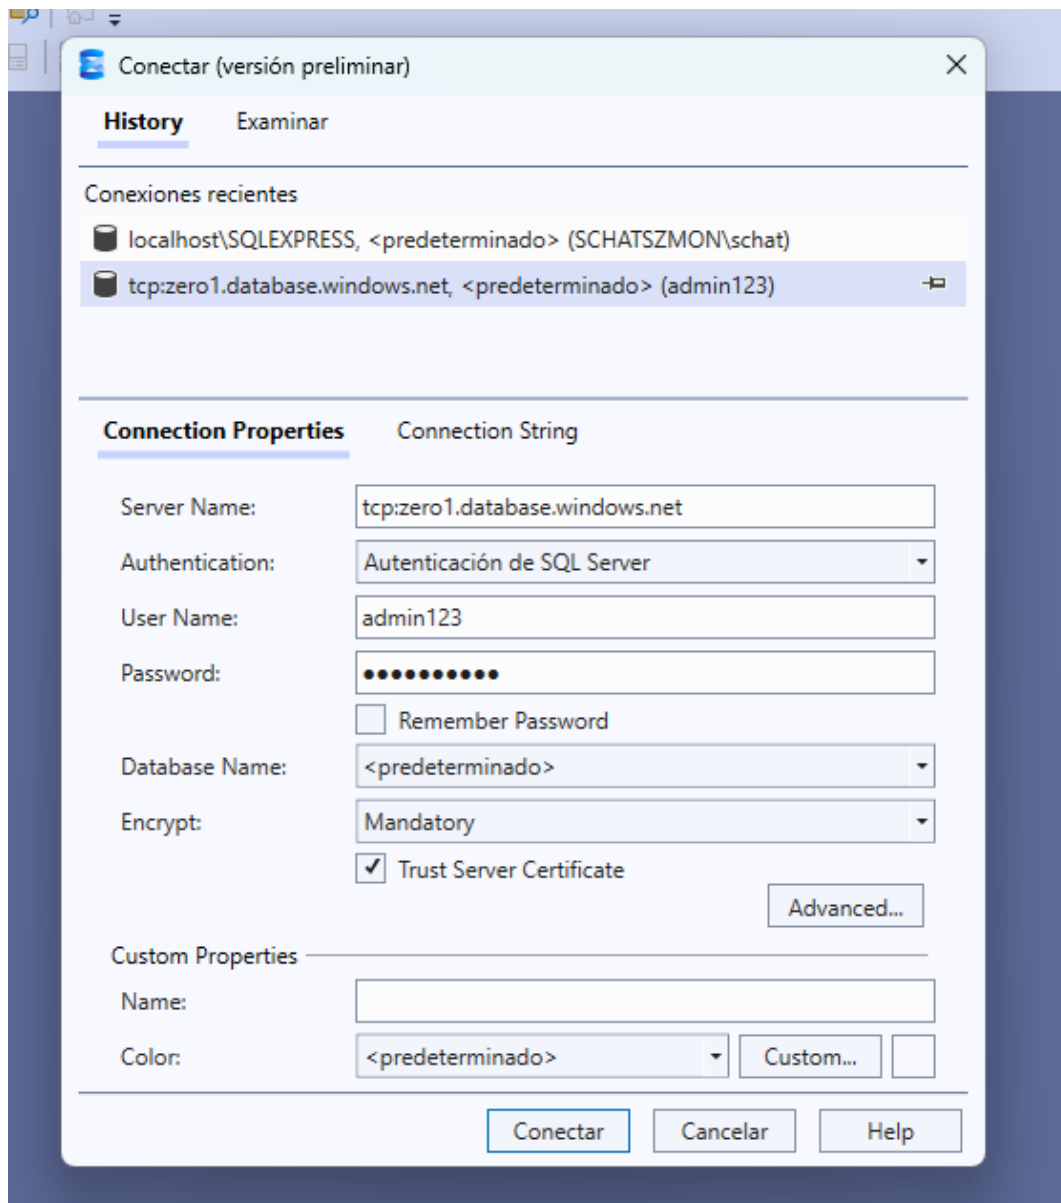 Conectar (versión preliminar)
History Examinar
Conexiones recientes
localhost\SQLEXPRESS, <predeterminado> (SCHATSZMON\schat)
tcp:zero1.database.windows.net, <predeterminado> (admin123)
Connection Properties Connection String
Server Name: tcp:zero1.database.windows.net
Authentication: Autenticación de SQL Server
User Name: admin123
Password: ••••••••••
Remember Password
Database Name: <predeterminado>
Encrypt: Mandatory
Trust Server Certificate
Advanced...
Custom Properties
Name:
Color: <predeterminado> Custom...
Conectar Cancelar Help